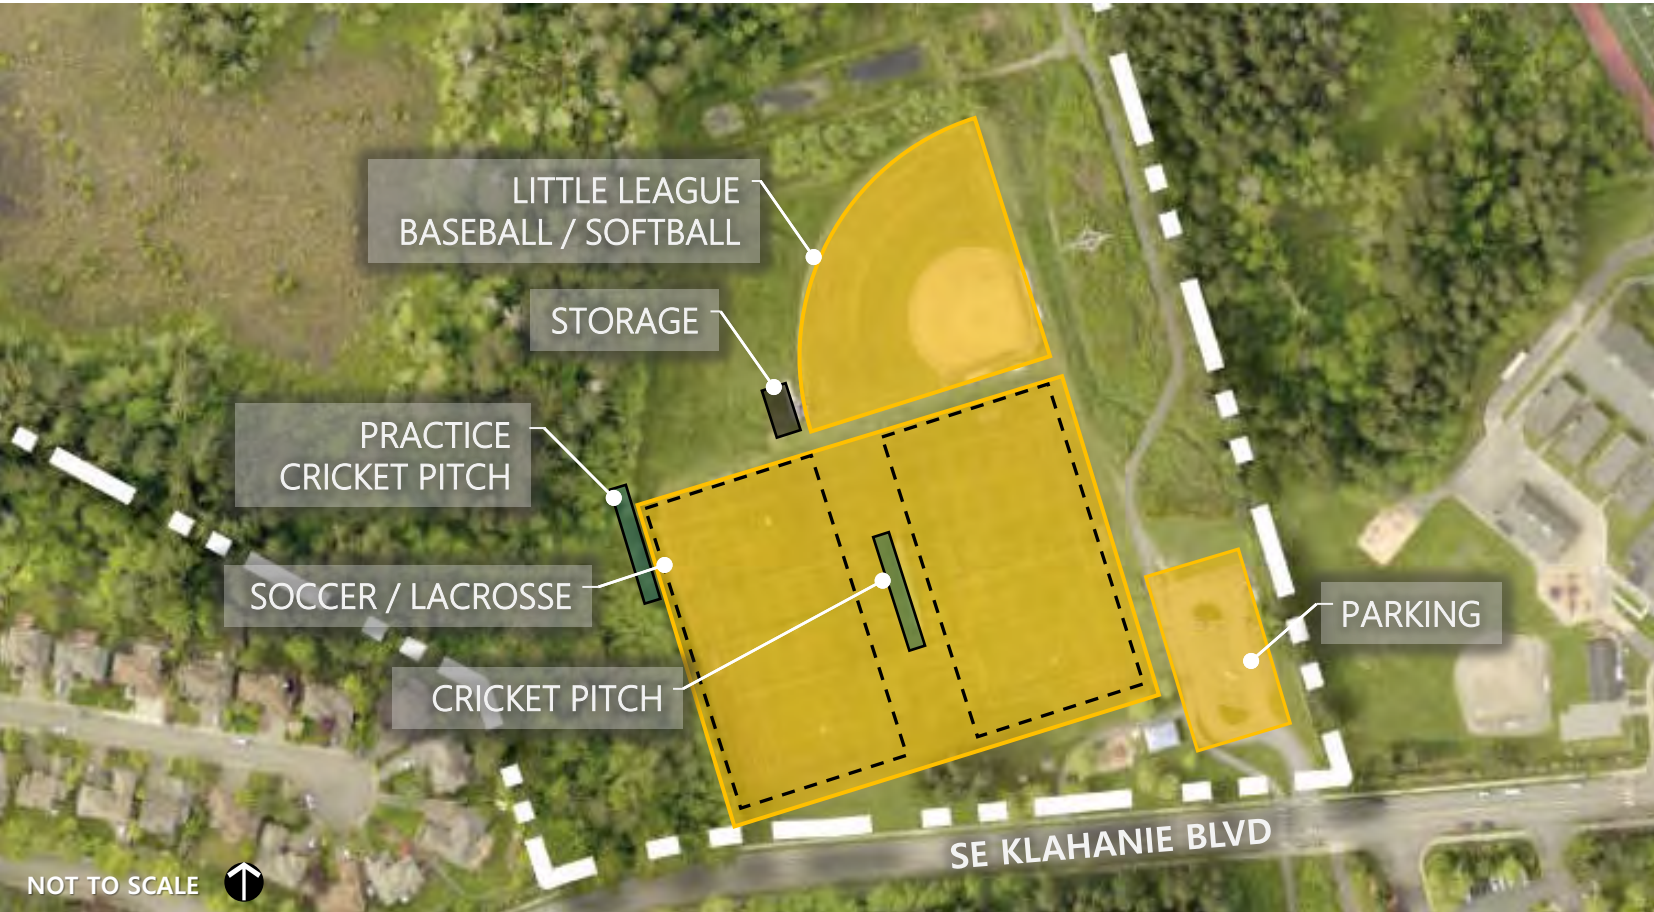 LITTLE LEAGUE
BASEBALL / SOFTBALL
STORAGE
PRACTICE
CRICKET PITCH
SOCCER / LACROSSE
PARKING
CRICKET PITCH
SE KLAHANIE BLVD
NOT TO SCALE